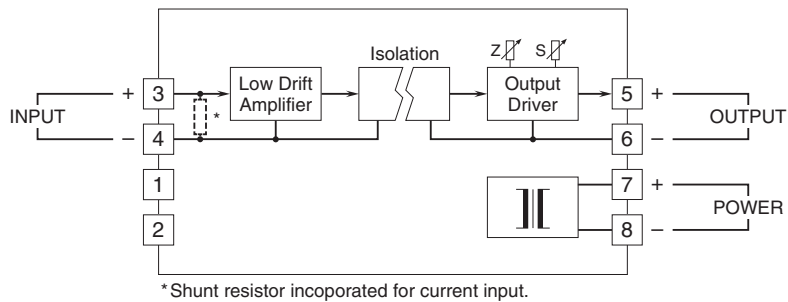 Isolation
Z S
+ 3 Low Drift Amplifier Output Driver 5 +
INPUT * OUTPUT
− 4 6 −
1 7 +
POWER
2 8 −
*Shunt resistor incoporated for current input.